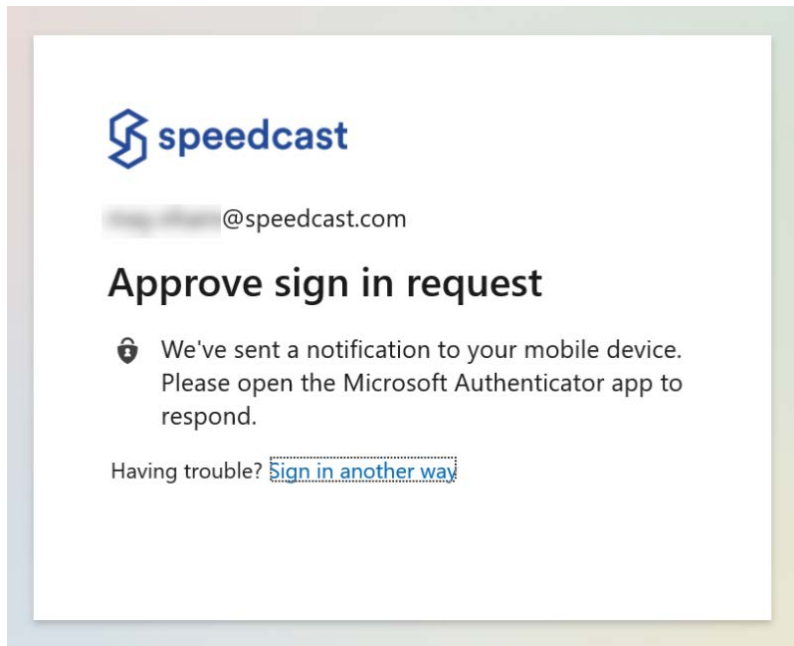 speedcast
@speedcast.com
Approve sign in request
We've sent a notification to your mobile device.
Please open the Microsoft Authenticator app to
respond.
Having trouble? Sign in another way